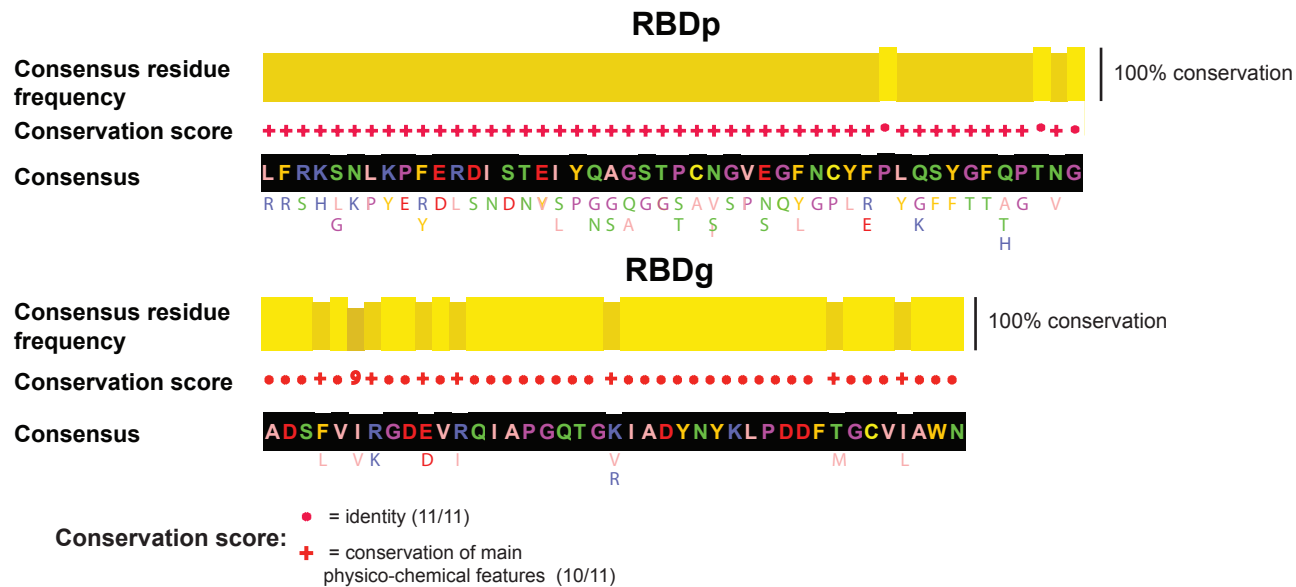 RBDp
Consensus residue frequency
100% conservation
Conservation score
Consensus LFRKSNLKPFERDISTEIYQAGSTPCNGVEGFNCYFPLQSYGFQPTNG
R R S H L K P Y E R D L S N D N V S P G G Q G G S A V S P N Q Y G P L R Y G F F T T A G V
G Y L N S A T S S L E K T
H
RBDg
Consensus residue frequency
100% conservation
Conservation score 9
Consensus ADSFVIRGDEVRQIAPGQTGKIADYNYKLPDDFTGCVIAWN
L V K D I V M L
R
Conservation score:
= identity (11/11)
+ = conservation of main
physico-chemical features (10/11)